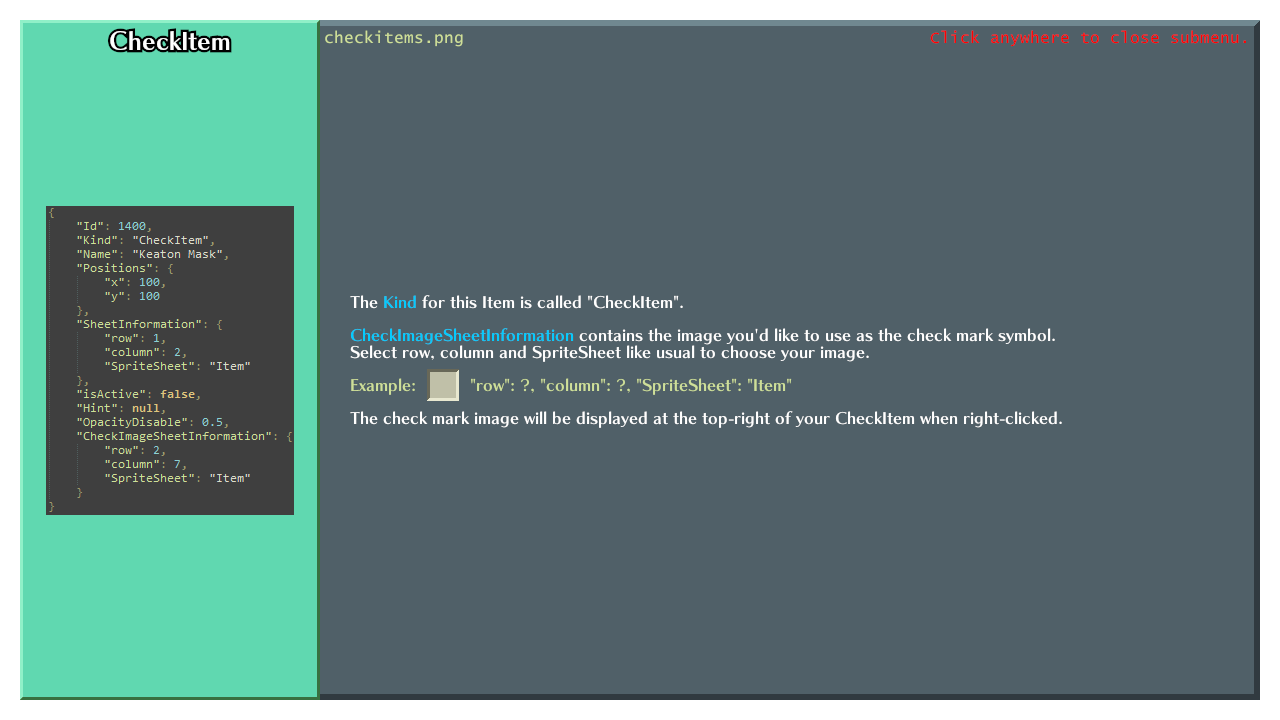 CheckItem
{
"Id": 1400,
"Kind": "CheckItem",
"Name": "Keaton Mask",
"Positions": {
"x": 100,
"y": 100
},
"SheetInformation": {
"row": 1,
"column": 2,
"SpriteSheet": "Item"
},
"isActive": false,
"Hint": null,
"OpacityDisable": 0.5,
"CheckImageSheetInformation": {
"row": 2,
"column": 7,
"SpriteSheet": "Item"
}
}
checkitems.png
Click anywhere to close submenu.
The Kind for this Item is called "CheckItem".
CheckImageSheetInformation contains the image you'd like to use as the check mark symbol.
Select row, column and SpriteSheet like usual to choose your image.
Example: "row": ?, "column": ?, "SpriteSheet": "Item"
The check mark image will be displayed at the top-right of your CheckItem when right-clicked.